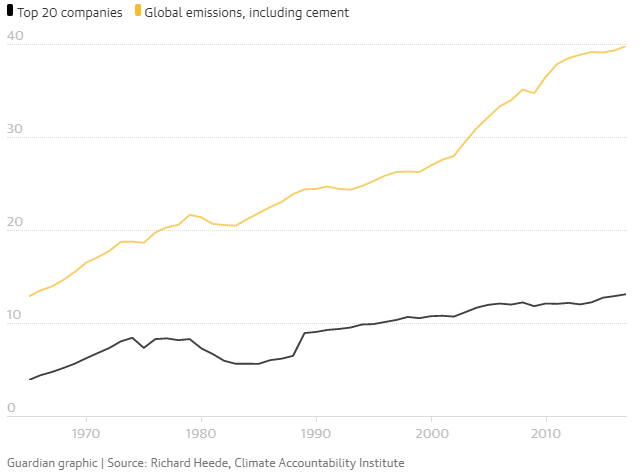 Top 20 companies Global emissions, including cement
40
30
20
10
0
1970 1980 1990 2000 2010
Guardian graphic | Source: Richard Heede, Climate Accountability Institute